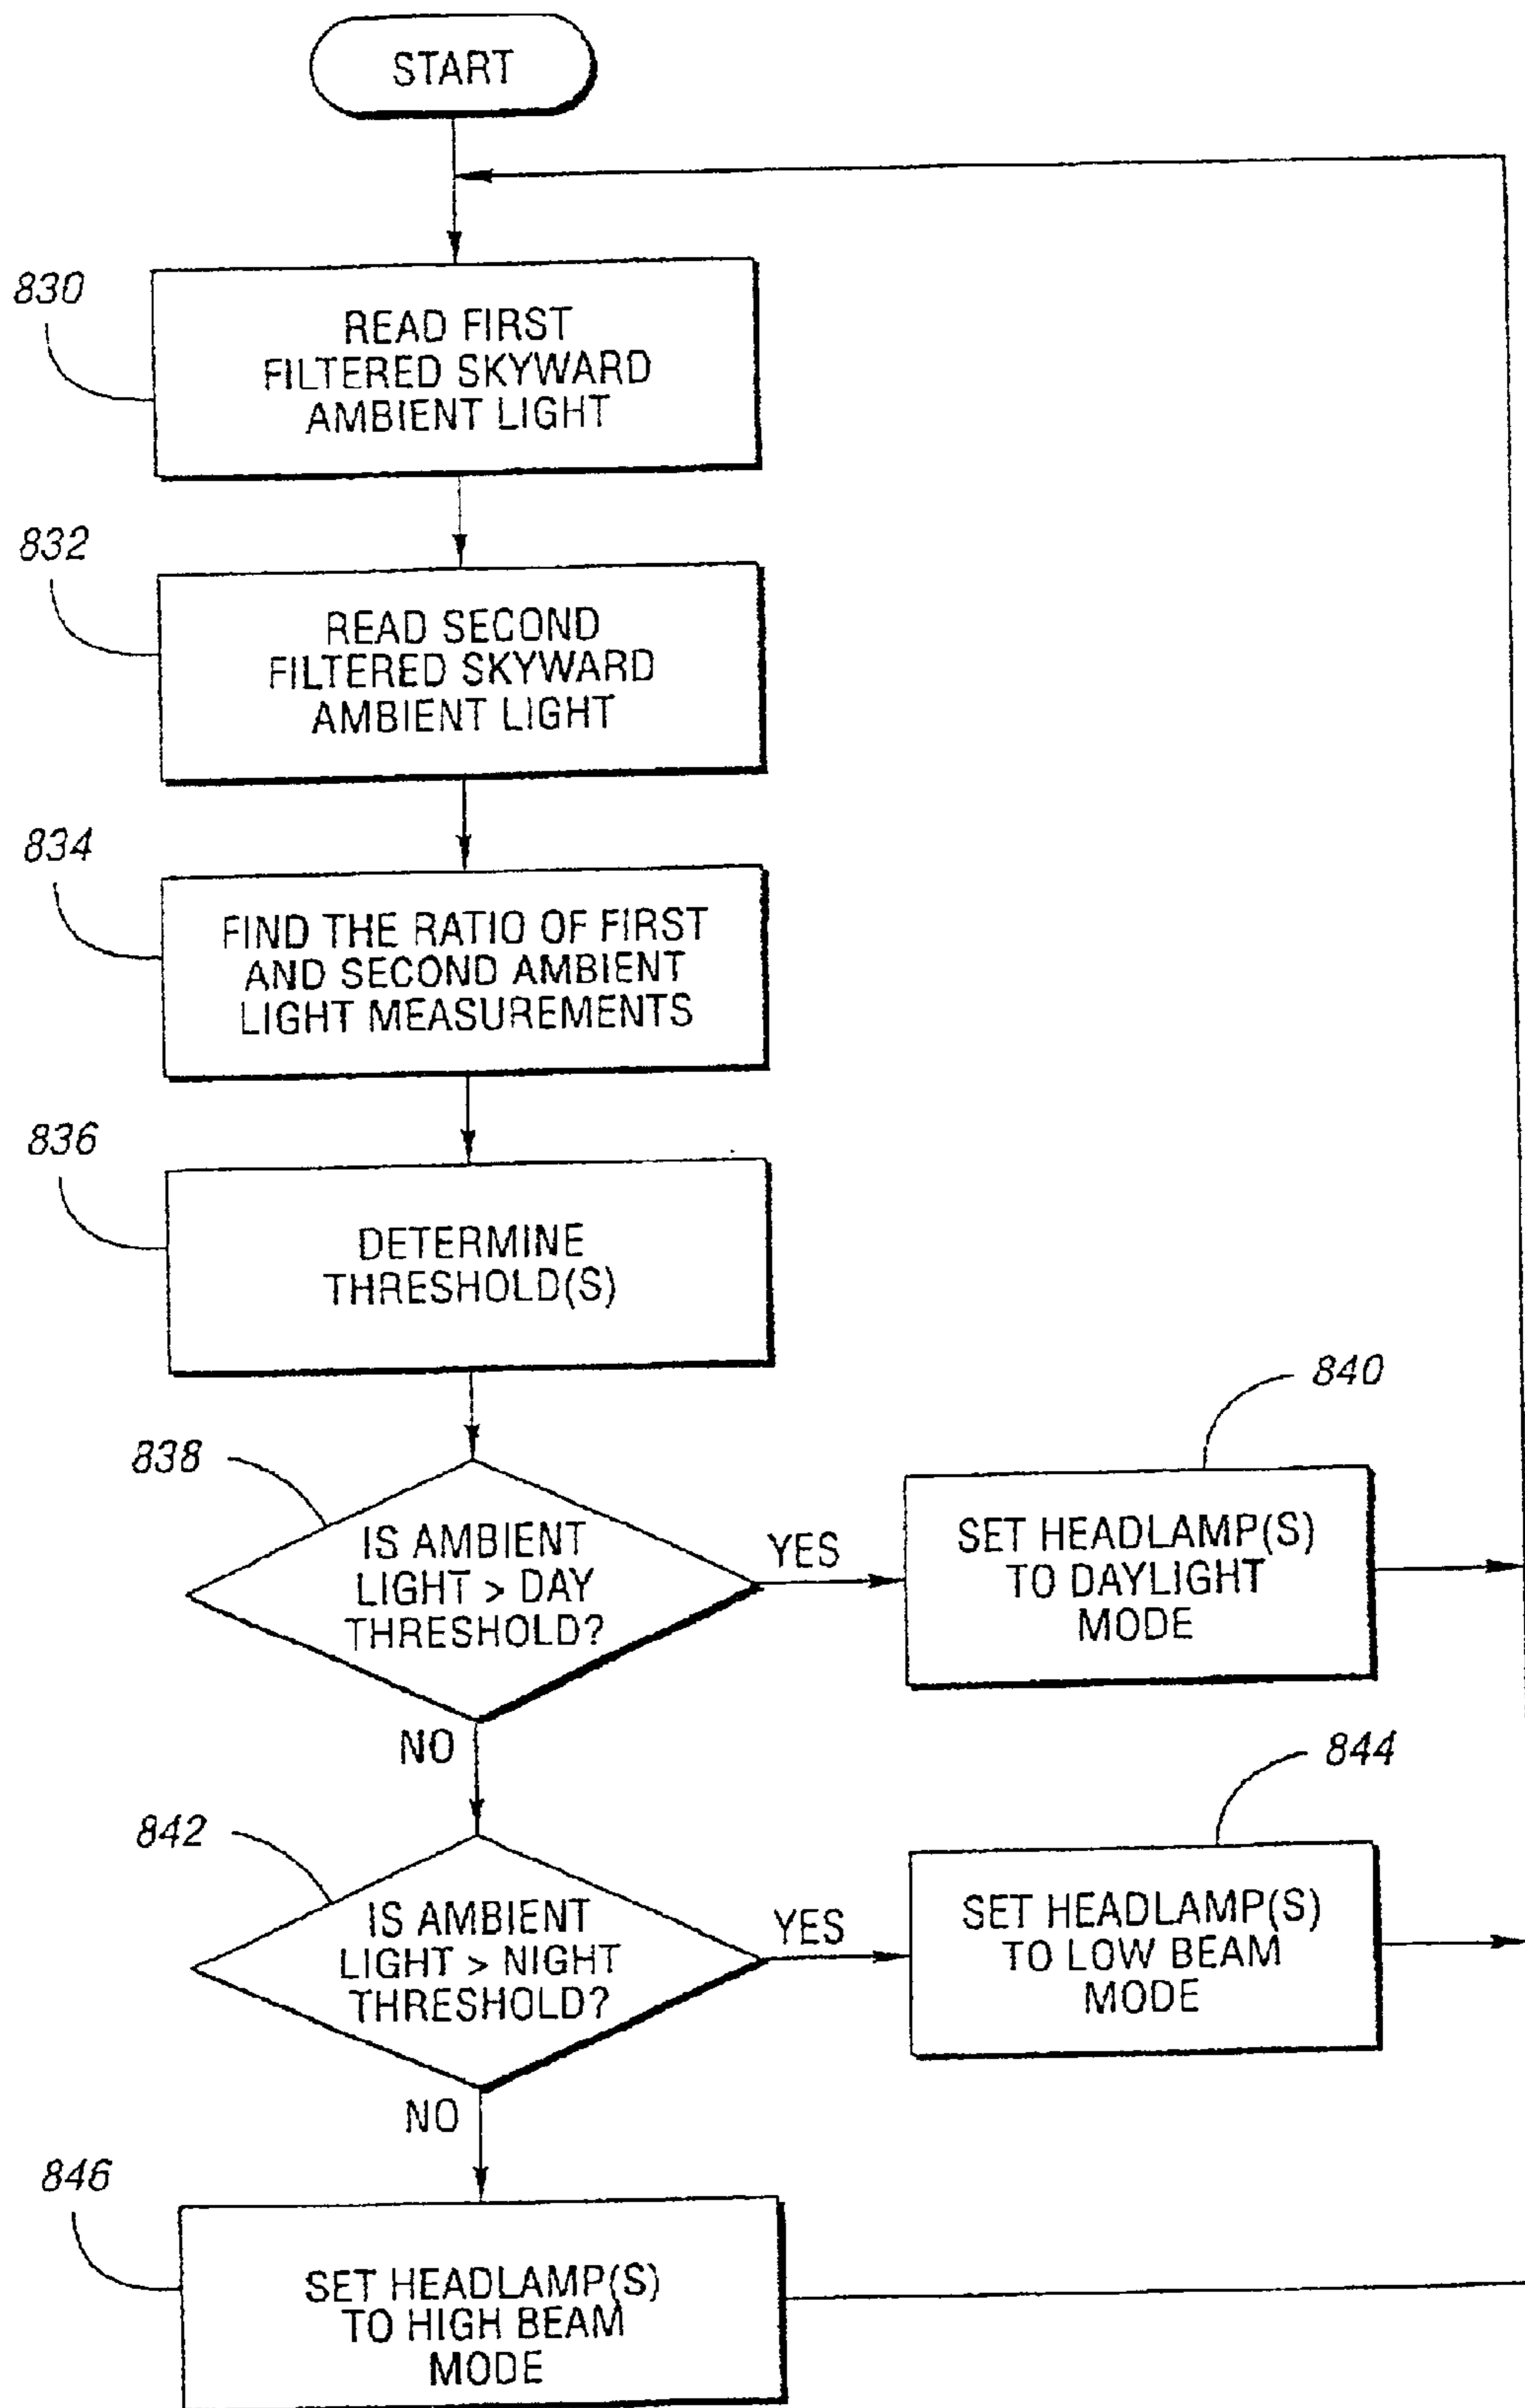 START
830
READ FIRST
FILTERED SKYWARD
AMBIENT LIGHT
832
READ SECOND
FILTERED SKYWARD
AMBIENT LIGHT
834
FIND THE RATIO OF FIRST
AND SECOND AMBIENT
LIGHT MEASUREMENTS
836
DETERMINE
THRESHOLD(S)
838
IS AMBIENT
LIGHT > DAY
THRESHOLD?
YES
840
SET HEADLAMP(S)
TO DAYLIGHT
MODE
NO
842
IS AMBIENT
LIGHT > NIGHT
THRESHOLD?
YES
844
SET HEADLAMP(S)
TO LOW BEAM
MODE
NO
846
SET HEADLAMP(S)
TO HIGH BEAM
MODE